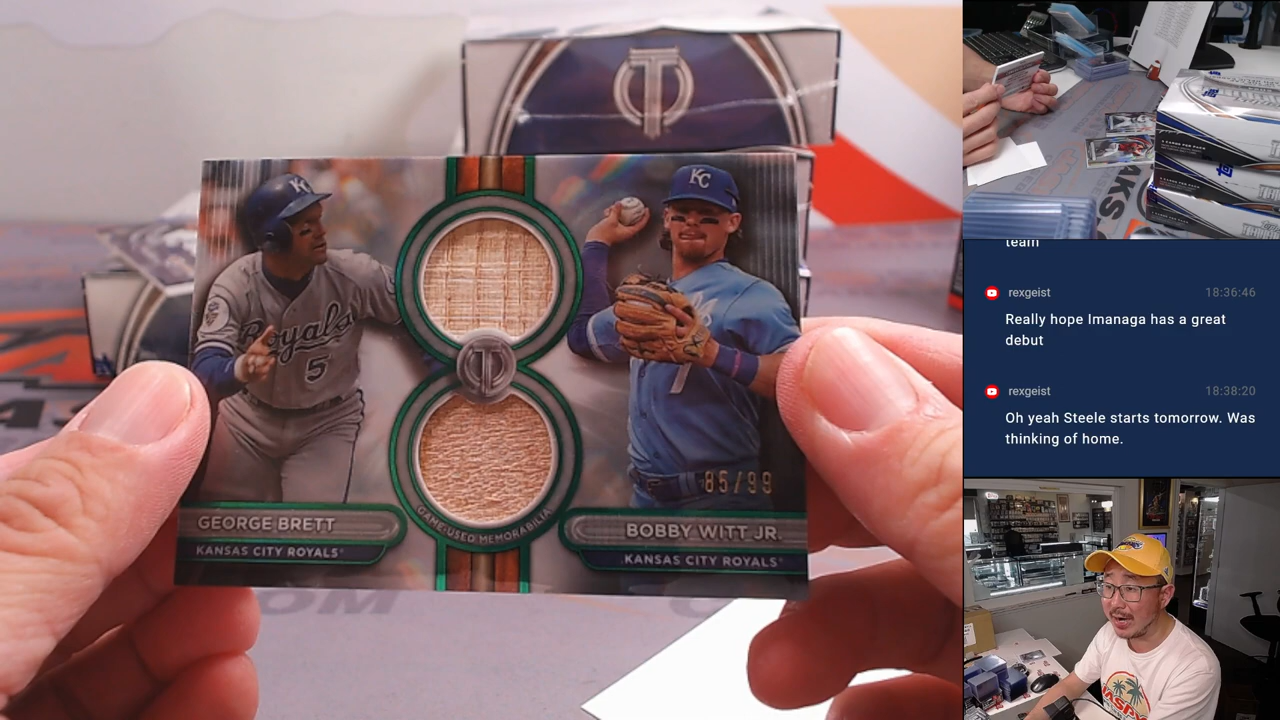 KC
KC
Royals
5
85/99
GAME-USED MEMORABILIA
GEORGE BRETT
KANSAS CITY ROYALS
BOBBY WITT JR.
KANSAS CITY ROYALS
team
rexgeist 18:36:46
Really hope Imanaga has a great
debut
rexgeist 18:38:20
Oh yeah Steele starts tomorrow. Was
thinking of home.